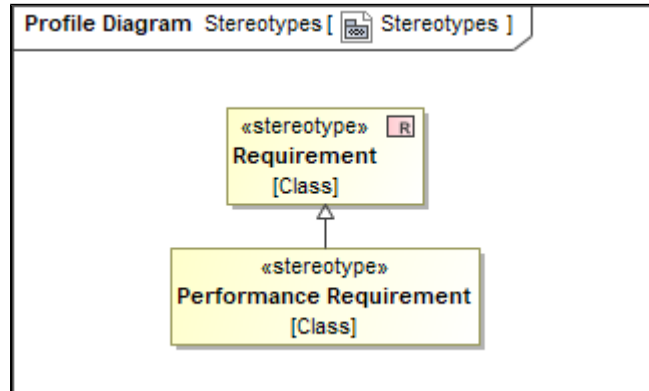 Profile Diagram Stereotypes [ Stereotypes ]
«stereotype» R
Requirement
[Class]
«stereotype»
Performance Requirement
[Class]